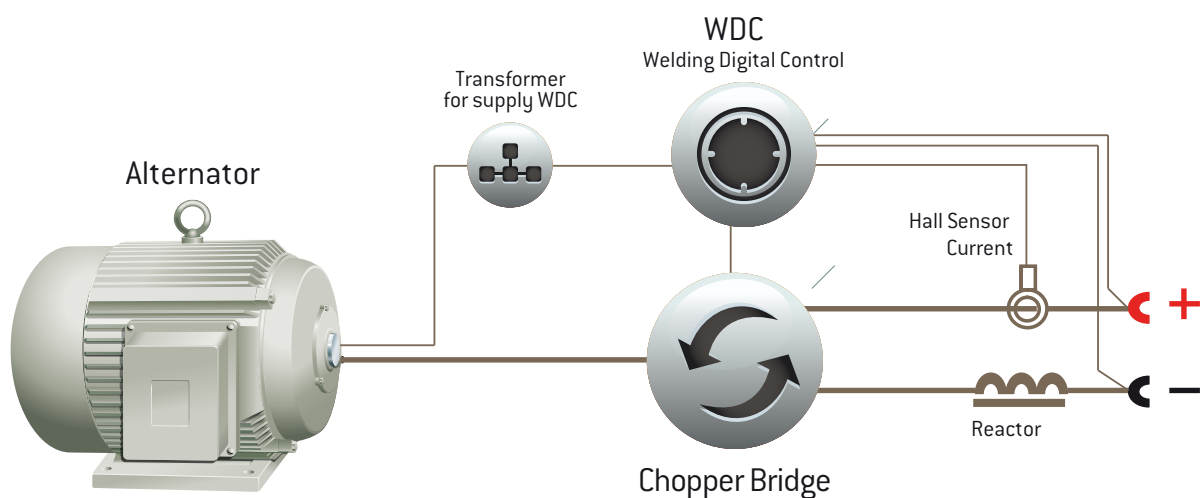 WDC
Welding Digital Control
Transformer
for supply WDC
Alternator
Hall Sensor
Current
+
−
Reactor
Chopper Bridge